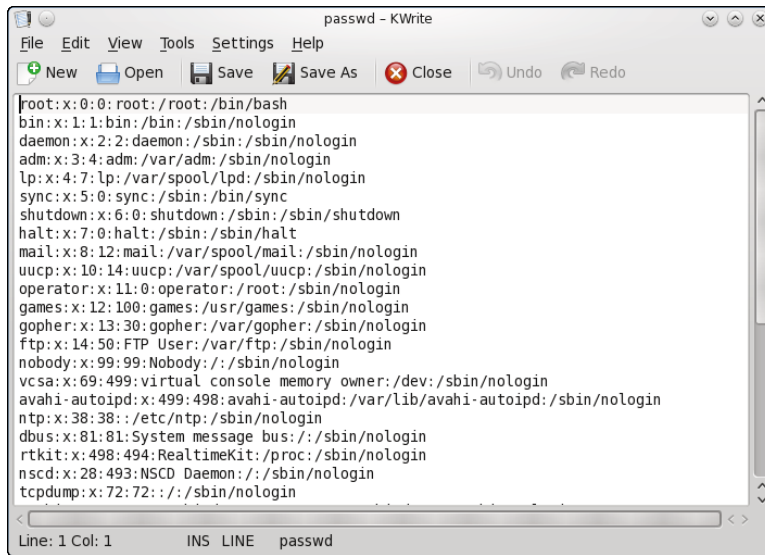 passwd – KWrite
File Edit View Tools Settings Help
New Open Save Save As Close Undo Redo
root:x:0:0:root:/root:/bin/bash
bin:x:1:1:bin:/bin:/sbin/nologin
daemon:x:2:2:daemon:/sbin:/sbin/nologin
adm:x:3:4:adm:/var/adm:/sbin/nologin
lp:x:4:7:lp:/var/spool/lpd:/sbin/nologin
sync:x:5:0:sync:/sbin:/bin/sync
shutdown:x:6:0:shutdown:/sbin:/sbin/shutdown
halt:x:7:0:halt:/sbin:/sbin/halt
mail:x:8:12:mail:/var/spool/mail:/sbin/nologin
uucp:x:10:14:uucp:/var/spool/uucp:/sbin/nologin
operator:x:11:0:operator:/root:/sbin/nologin
games:x:12:100:games:/usr/games:/sbin/nologin
gopher:x:13:30:gopher:/var/gopher:/sbin/nologin
ftp:x:14:50:FTP User:/var/ftp:/sbin/nologin
nobody:x:99:99:Nobody:/:/sbin/nologin
vcsa:x:69:499:virtual console memory owner:/dev:/sbin/nologin
avahi-autoipd:x:499:498:avahi-autoipd:/var/lib/avahi-autoipd:/sbin/nologin
ntp:x:38:38::/etc/ntp:/sbin/nologin
dbus:x:81:81:System message bus:/:/sbin/nologin
rtkit:x:498:494:RealtimeKit:/proc:/sbin/nologin
nscd:x:28:493:NSCD Daemon:/:/sbin/nologin
tcpdump:x:72:72::/:/sbin/nologin
Line: 1 Col: 1 INS LINE passwd